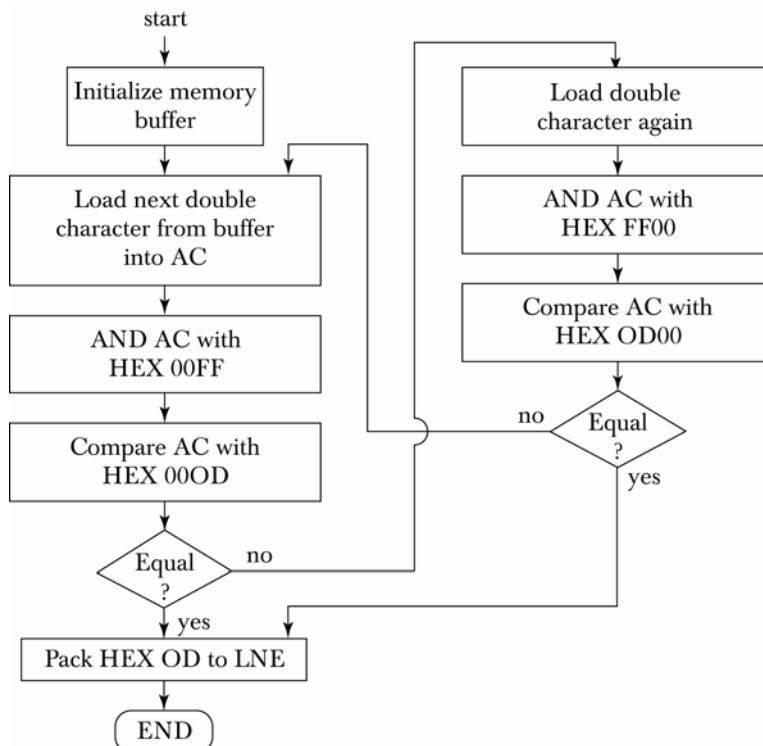 start
Initialize memory
buffer
Load next double
character from buffer
into AC
AND AC with
HEX 00FF
Compare AC with
HEX 00OD
Equal
?
no
yes
Pack HEX OD to LNE
END
Load double
character again
AND AC with
HEX FF00
Compare AC with
HEX OD00
Equal
?
no
yes